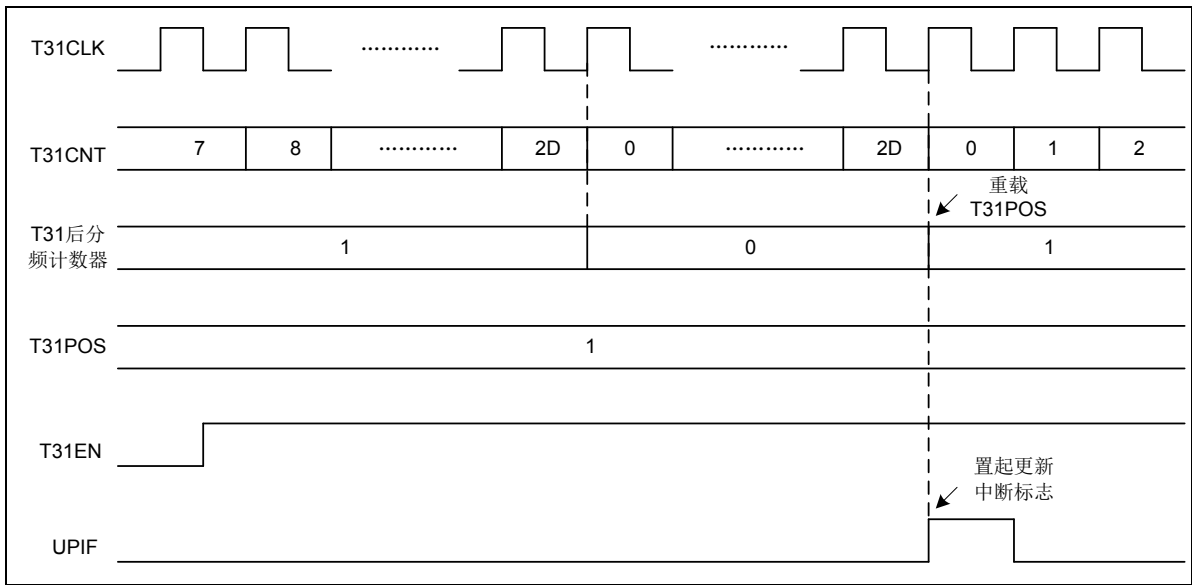 T31CLK ………… …………
T31CNT 7 8 ………… 2D 0 ………… 2D 0 1 2
重载
T31POS
T31后分
频计数器 1 0 1
T31POS 1
T31EN
置起更新
中断标志
UPIF